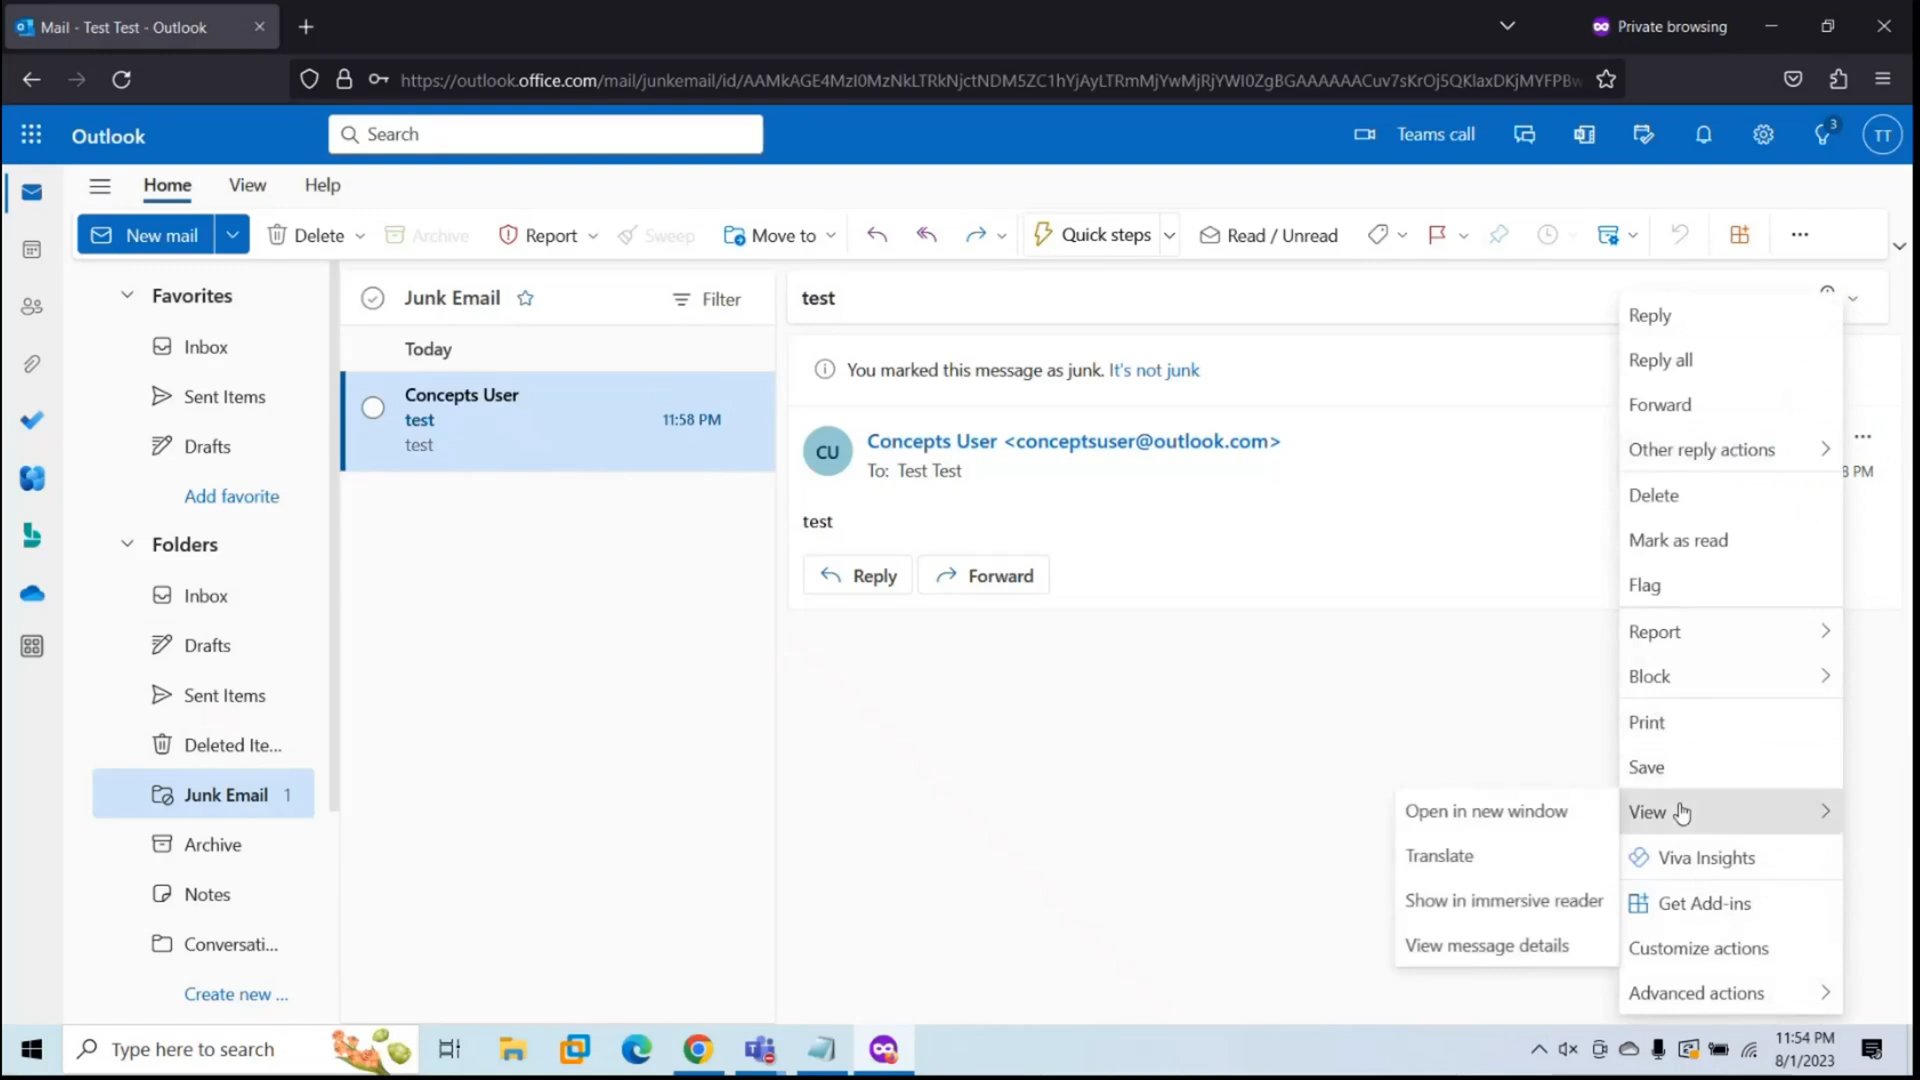 Mail - Test Test - Outlook
Private browsing
https://outlook.office.com/mail/junkemail/id/
Outlook
Search
Teams call
3
TT
Home
View
Help
New mail
Delete
Archive
Report
Sweep
Move to
Quick steps
Read / Unread
Favorites
Inbox
Sent Items
Drafts
Add favorite
Folders
Inbox
Drafts
Sent Items
Deleted Ite...
Junk Email 1
Archive
Notes
Conversati...
Create new ...
Junk Email
Filter
Today
Concepts User
test
11:58 PM
test
test
You marked this message as junk. It's not junk
CU
Concepts User <conceptsuser@outlook.com>
To: Test Test
PM
test
Reply
Forward
Reply
Reply all
Forward
Other reply actions
Delete
Mark as read
Flag
Report
Block
Print
Save
View
Viva Insights
Get Add-ins
Customize actions
Advanced actions
Open in new window
Translate
Show in immersive reader
View message details
Type here to search
11:54 PM
8/1/2023